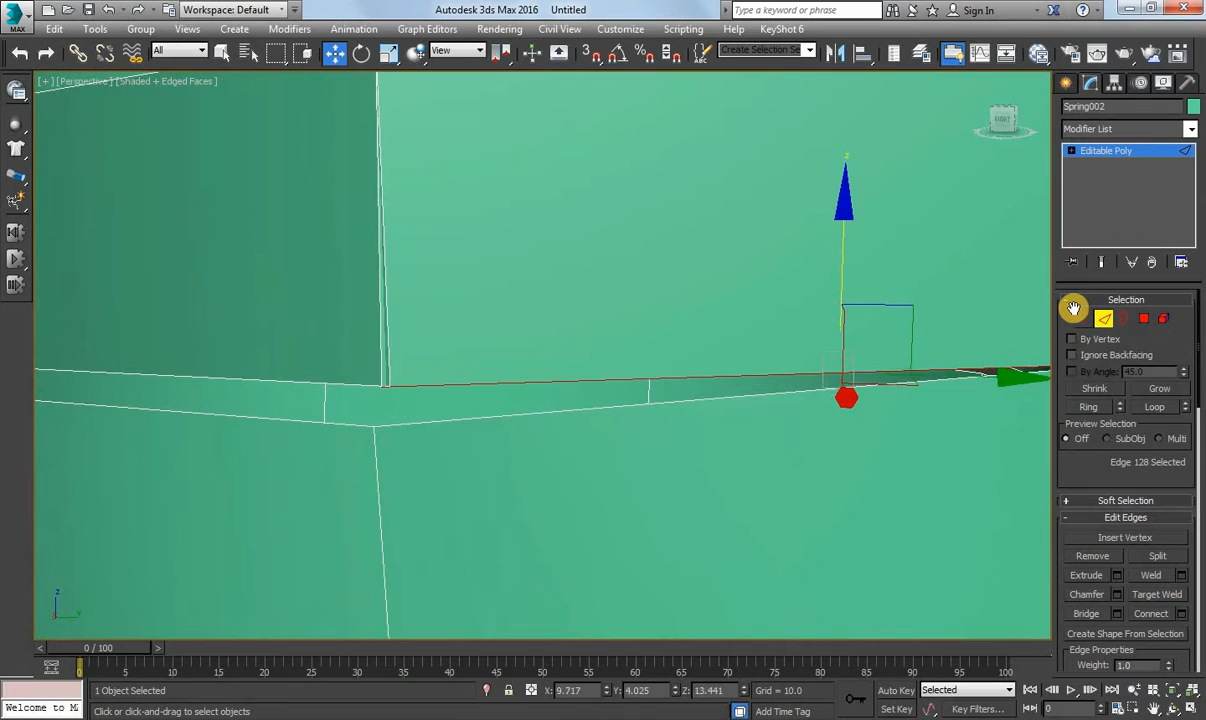 MAX
Workspace: Default
Autodesk 3ds Max 2016 Untitled
Type a keyword or phrase
Sign In
Edit Tools Group Views Create Modifiers Animation Graph Editors Rendering Civil View Customize Scripting Help KeyShot 6
All
View
Create Selection Se
[+] [Perspective] [Shaded + Edged Faces]
RIGHT
z
z
y
Spring002
Modifier List
Editable Poly
- Selection
By Vertex
Ignore Backfacing
By Angle: 45.0
Shrink Grow
Ring Loop
Preview Selection
Off SubObj Multi
Edge 128 Selected
+ Soft Selection
- Edit Edges
Insert Vertex
Remove Split
Extrude Weld
Chamfer Target Weld
Bridge Connect
Create Shape From Selection
Edge Properties
Weight: 1.0
< 0 / 100 >
0 5 10 15 20 25 30 35 40 45 50 55 60 65 70 75 80 85 90 95 100
1 Object Selected
X: 9.717 Y: 4.025 Z: 13.441 Grid = 10.0
Auto Key Selected
Welcome to M
Click or click-and-drag to select objects
Add Time Tag
Set Key Key Filters... 0